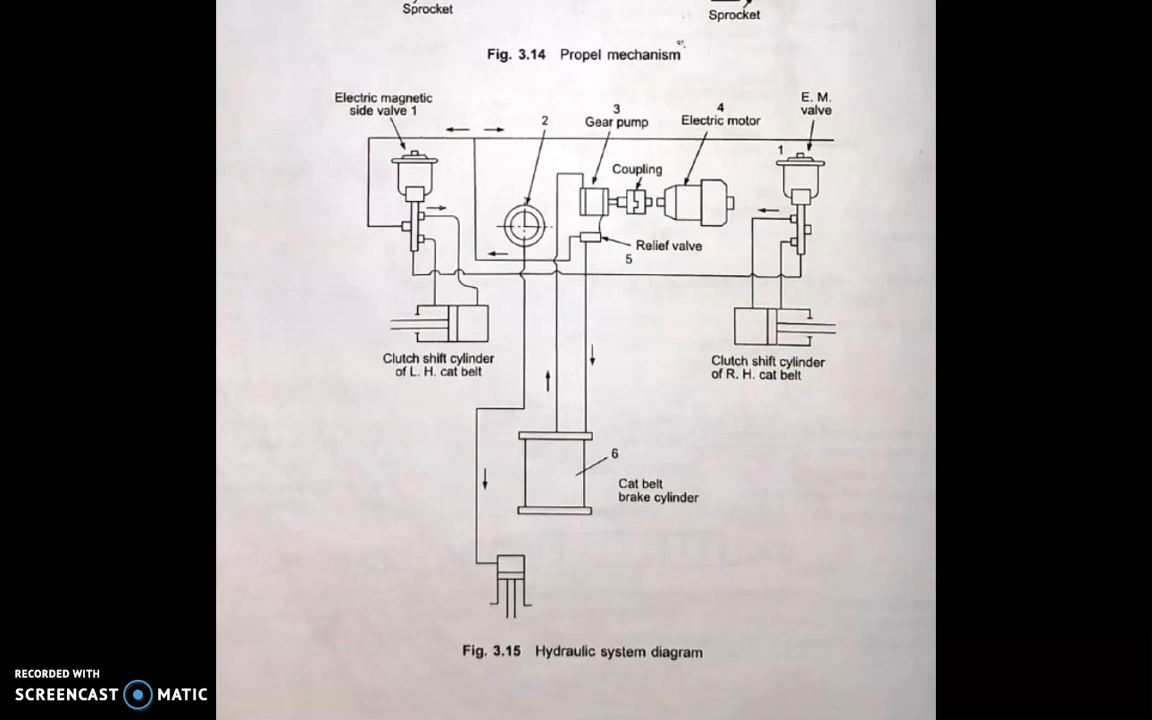 Sprocket
Sprocket
Fig. 3.14 Propel mechanism
Electric magnetic
side valve 1
2
3
Gear pump
4
Electric motor
E. M.
valve
1
Coupling
Relief valve
5
Clutch shift cylinder
of L. H. cat belt
Clutch shift cylinder
of R. H. cat belt
6
Cat belt
brake cylinder
Fig. 3.15 Hydraulic system diagram
RECORDED WITH
SCREENCAST MATIC